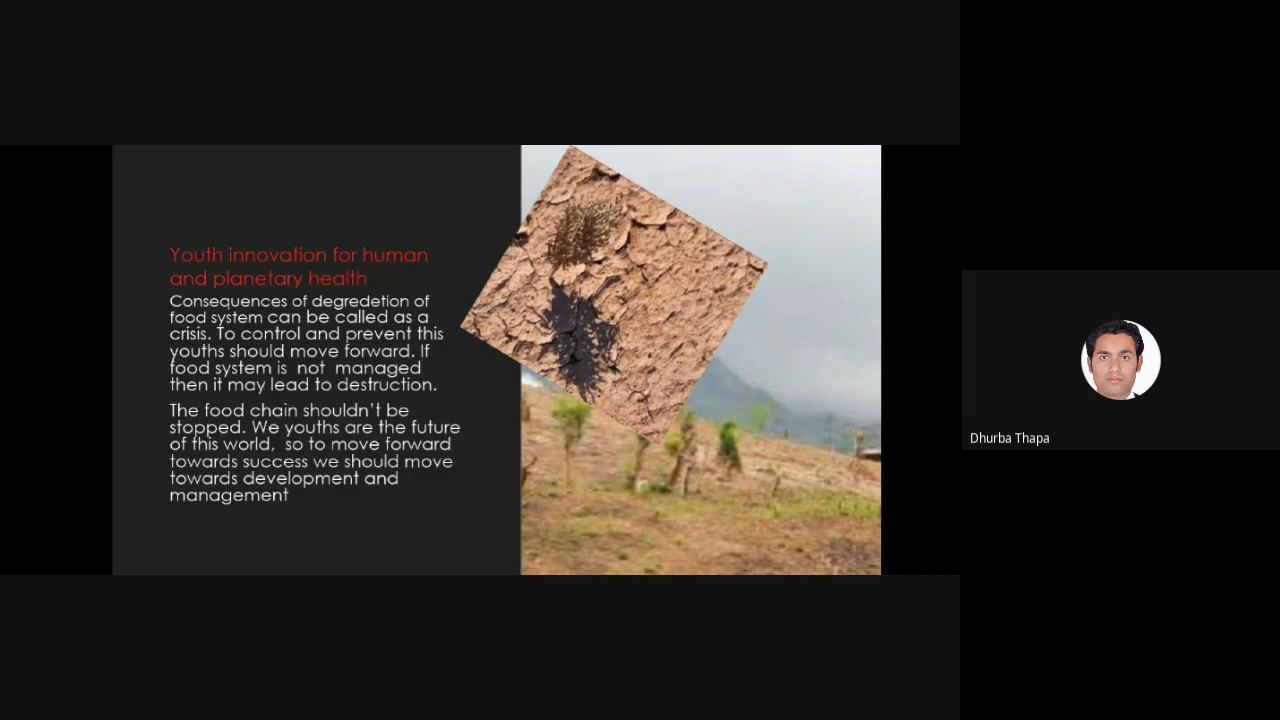 Youth innovation for human
and planetary health
Consequences of degredetion of
food system can be called as a
crisis. To control and prevent this
youths should move forward. If
food system is  not  managed
then it may lead to destruction.
The food chain shouldn't be
stopped. We youths are the future
of this world,  so to move forward
towards success we should move
towards development and
management
Dhurba Thapa